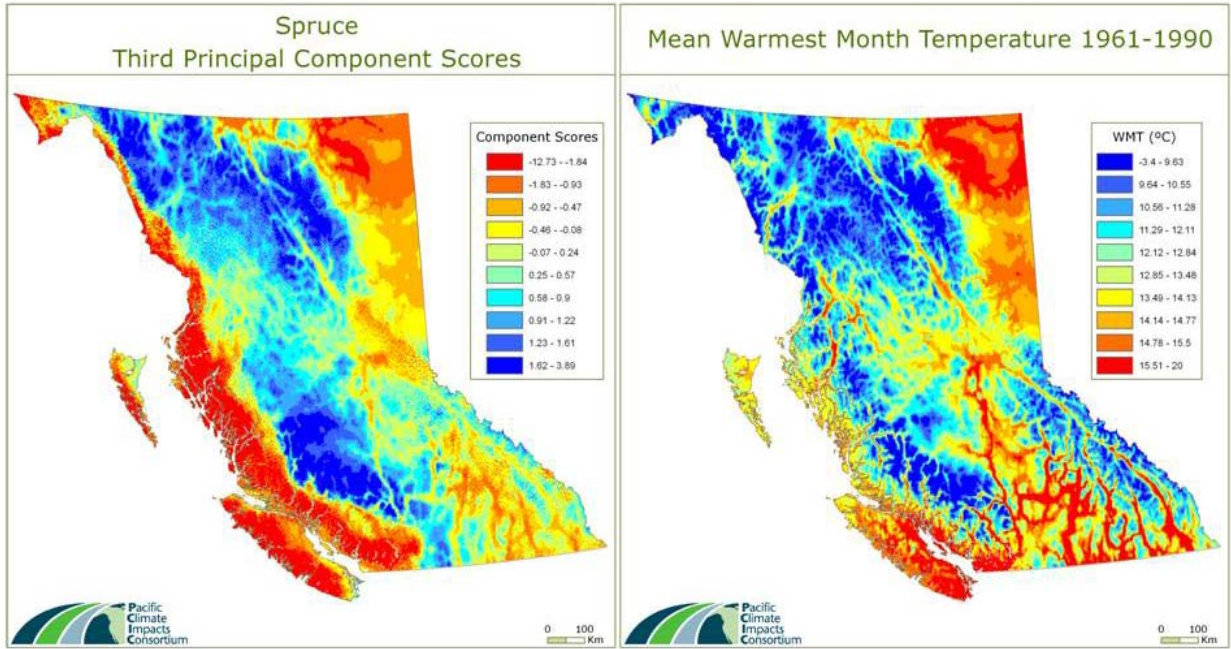 Spruce
Third Principal Component Scores
Component Scores
-12.73 - -1.84
-1.83 - -0.93
-0.92 - -0.47
-0.46 - -0.08
-0.07 - 0.24
0.25 - 0.57
0.58 - 0.9
0.91 - 1.22
1.23 - 1.61
1.62 - 3.89
Pacific
Climate
Impacts
Consortium
0 100
Km
Mean Warmest Month Temperature 1961-1990
WMT (ºC)
-3.4 - 9.63
9.64 - 10.55
10.56 - 11.28
11.29 - 12.11
12.12 - 12.84
12.85 - 13.48
13.49 - 14.13
14.14 - 14.77
14.78 - 15.5
15.51 - 20
Pacific
Climate
Impacts
Consortium
0 100
Km